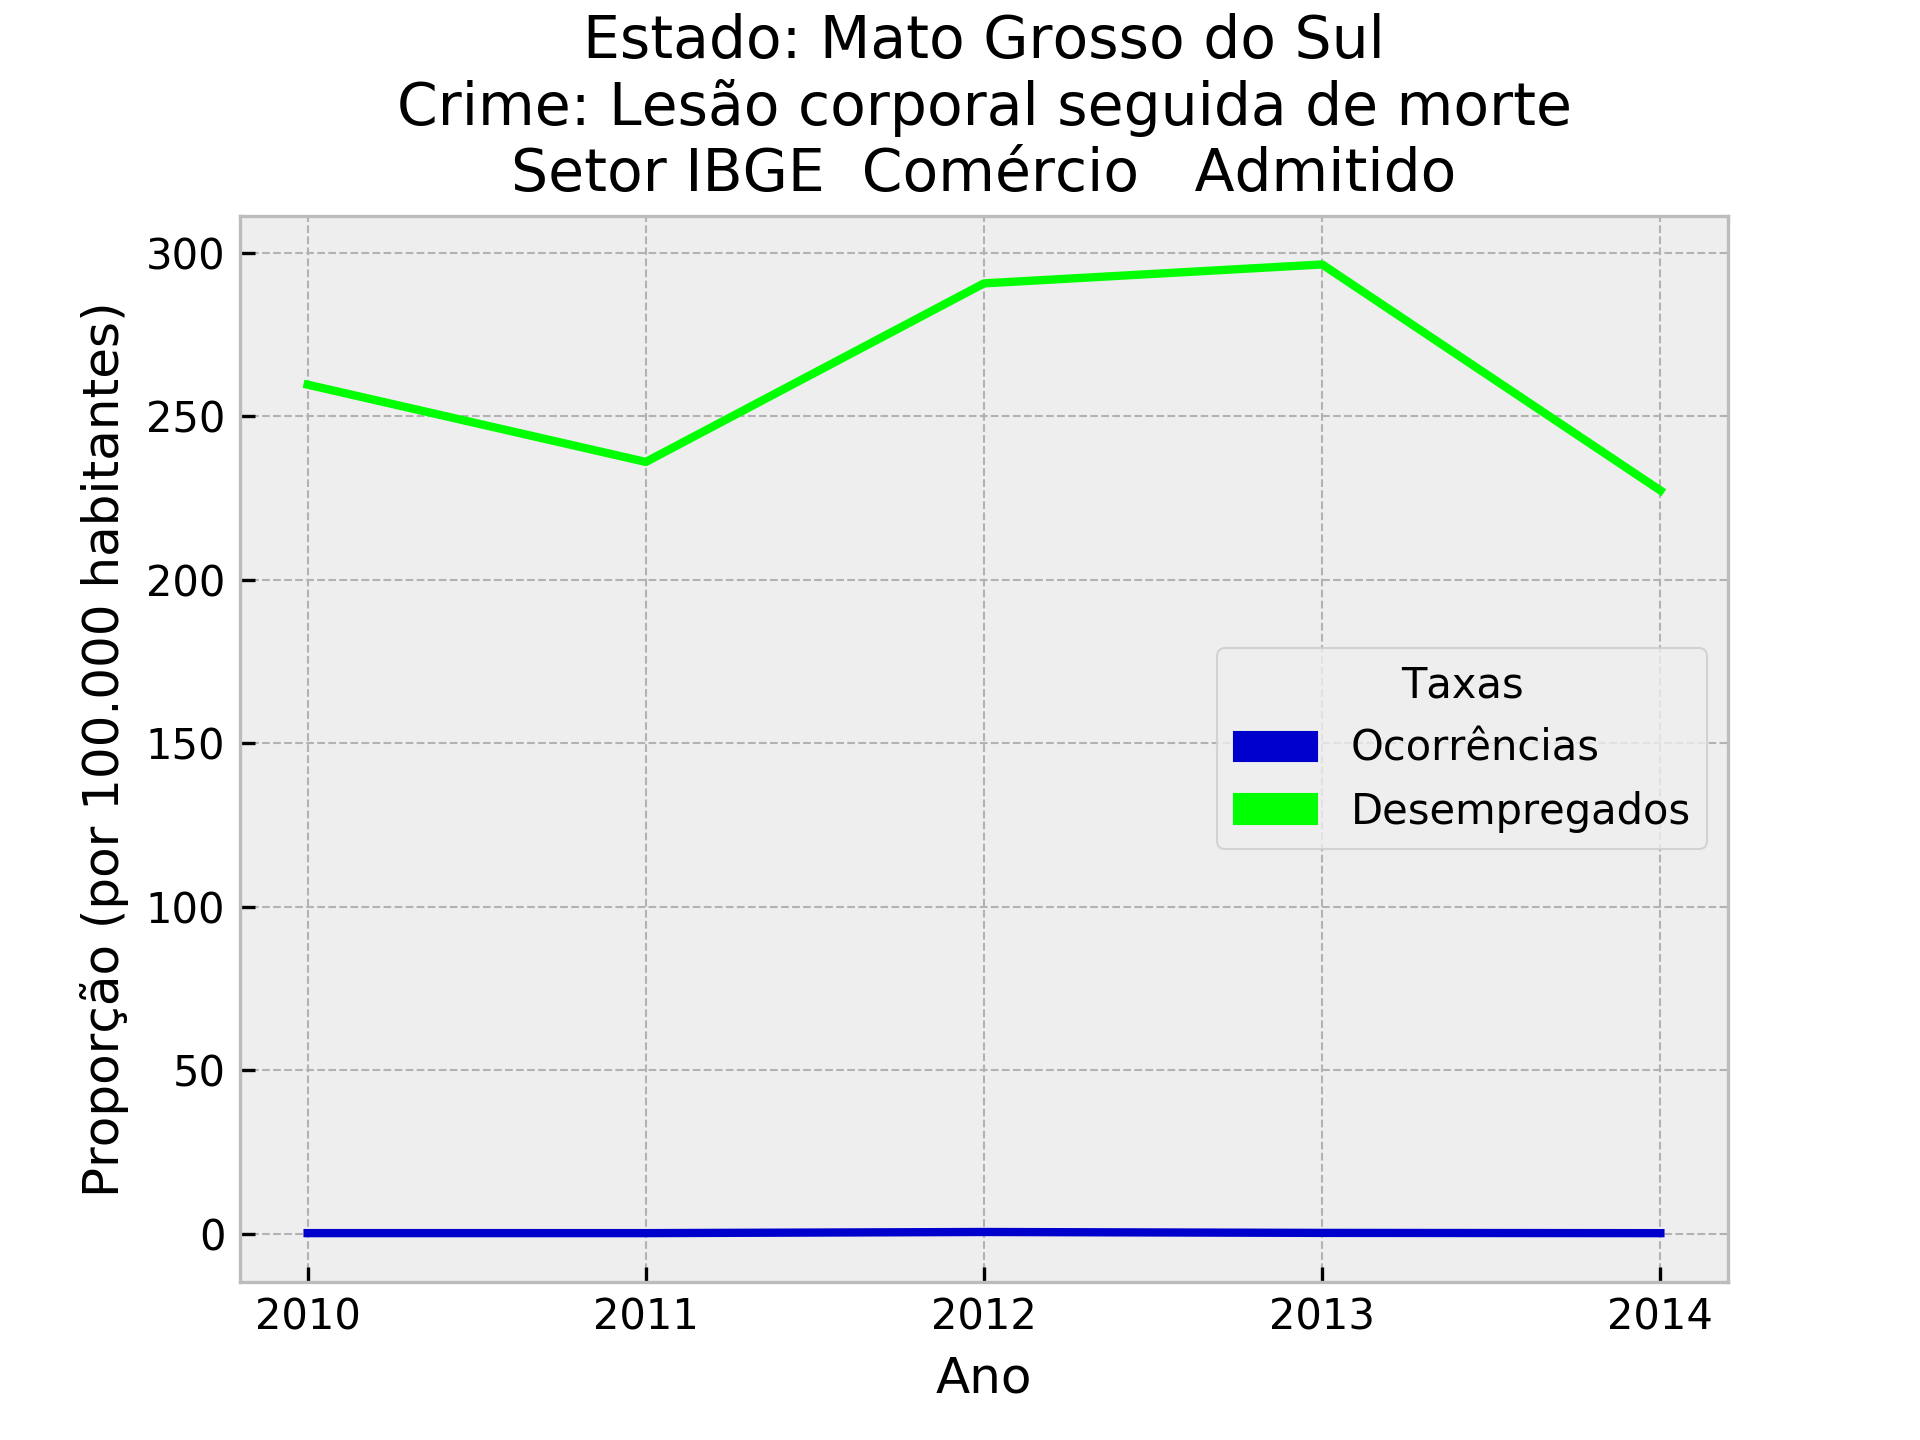 Estado: Mato Grosso do Sul
Crime: Lesão corporal seguida de morte
Setor IBGE  Comércio   Admitido
Proporção (por 100.000 habitantes)
300
250
200
150
100
50
0
Taxas
Ocorrências
Desempregados
2010 2011 2012 2013 2014
Ano